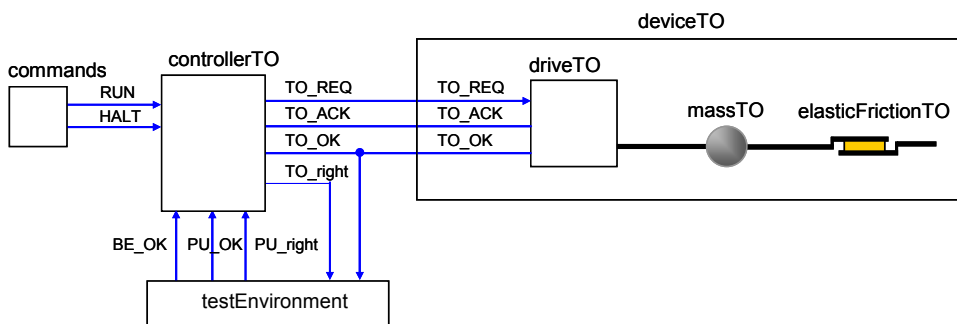 deviceTO
controllerTO
driveTO
commands
RUN
TO_REQ
TO_REQ
massTO
elasticFrictionTO
HALT
TO_ACK
TO_ACK
TO_OK
TO_OK
TO_right
BE_OK
PU_OK
PU_right
testEnvironment